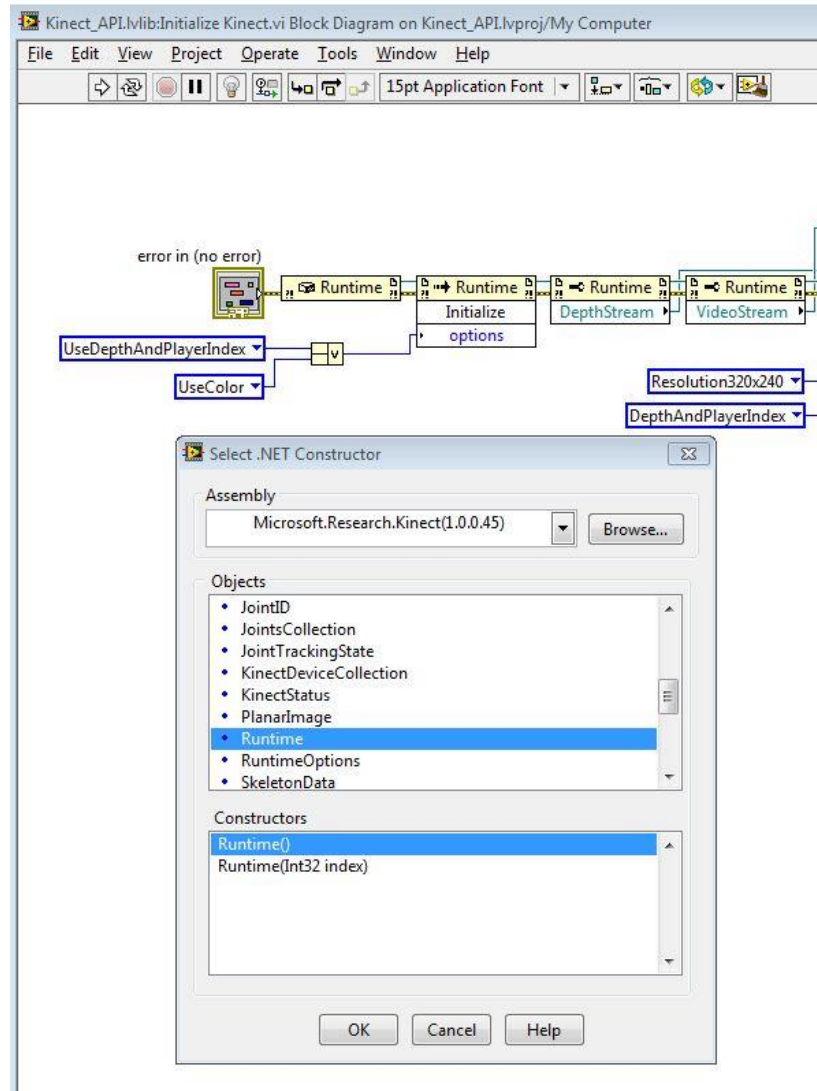 Kinect_API.lvlib:Initialize Kinect.vi Block Diagram on Kinect_API.lvproj/My Computer
File Edit View Project Operate Tools Window Help
15pt Application Font
error in (no error)
Runtime Runtime Runtime Runtime
Initialize DepthStream VideoStream
options
UseDepthAndPlayerIndex
UseColor
Resolution320x240
DepthAndPlayerIndex
Select .NET Constructor
Assembly
Microsoft.Research.Kinect(1.0.0.45) Browse...
Objects
JointID
JointsCollection
JointTrackingState
KinectDeviceCollection
KinectStatus
PlanarImage
Runtime
RuntimeOptions
SkeletonData
Constructors
Runtime()
Runtime(Int32 index)
OK Cancel Help